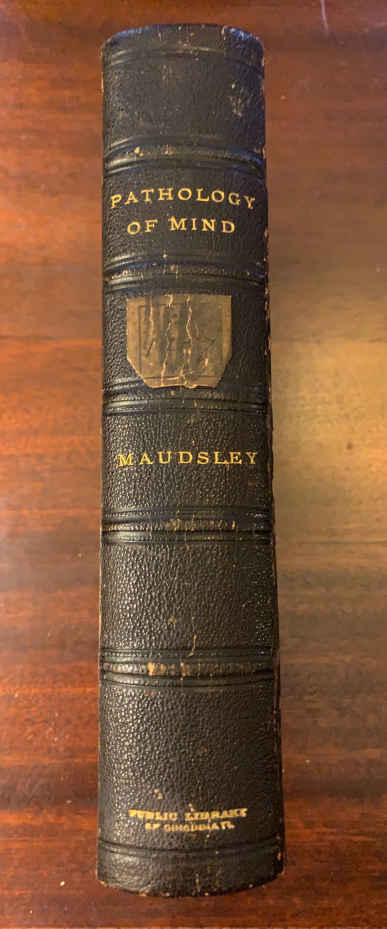 PATHOLOGY
OF MIND
MAUDSLEY
PUBLIC LIBRARY
OF CINCINNATI.